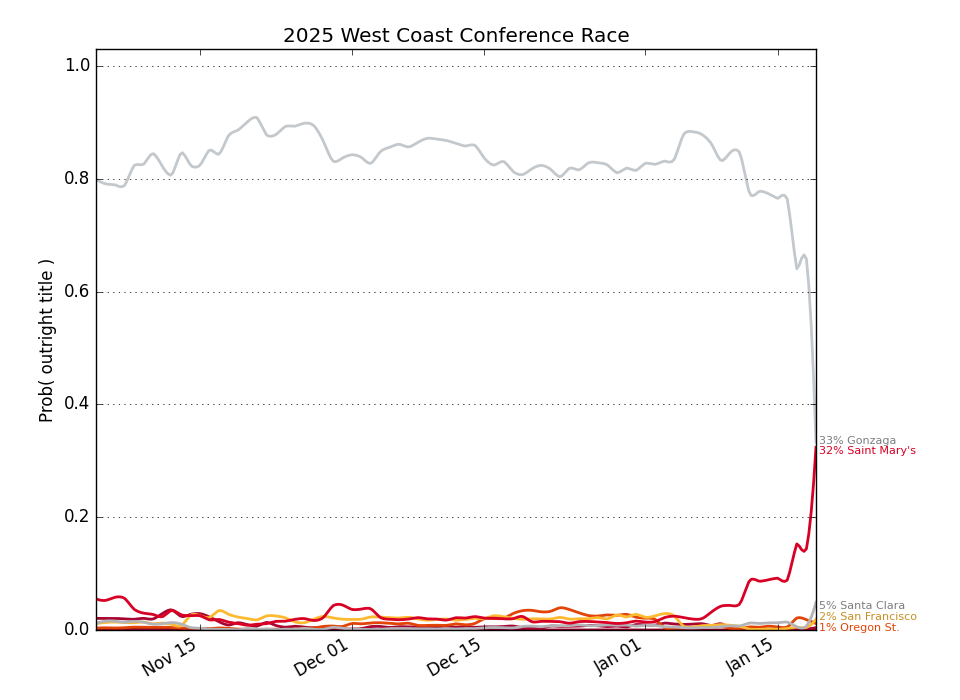 2025 West Coast Conference Race
Prob( outright title )
1.0
0.8
0.6
0.4
0.2
0.0
Nov 15
Dec 01
Dec 15
Jan 01
Jan 15
33% Gonzaga
32% Saint Mary's
5% Santa Clara
2% San Francisco
1% Oregon St.